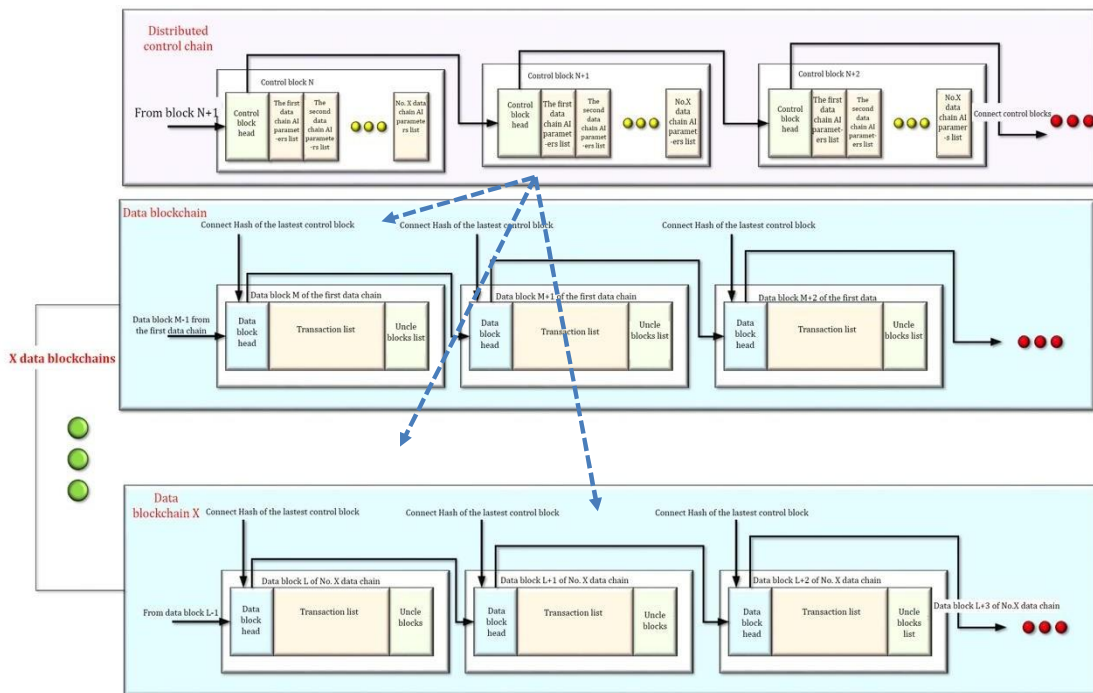 Distributed
control chain
Control block N
Control block N+1
Control block N+2
From block N+1
Control
block
head
The first
data
chain AI
paramet-
ers list
The
second
data
chain AI
paramete-
rs list
No. X data
chain AI
paramete
rs list
Control
block
head
The first
data
chain AI
paramet
-ers list
The
second
data
chain AI
paramet
-ers list
No.X
data
chain AI
paramet
-ers list
Control
block
head
The first
data
chain AI
paramet
-ers list
The
second
data
chain AI
paramet
-ers list
No.X
data
chain AI
paramer-
s list
Connect control blocks
Data blockchain
Connect Hash of the lastest control block
Connect Hash of the lastest control block
Connect Hash of the lastest control block
Data block M of the first data chain
Data block M+1 of the first data chain
Data block M+2 of the first data
Data block M-1 from
the first data chain
Data
block
head
Transaction list
Uncle
blocks list
Data
block
head
Transaction list
Uncle
blocks list
Data
block
head
Transaction list
Uncle
blocks list
X data blockchains
Data
blockchain X
Connect Hash of the lastest control block
Connect Hash of the lastest control block
Connect Hash of the lastest control block
Data block L of No. X data chain
Data block L+1 of No. X data chain
Data block L+2 of No. X data chain
From data block L-1
Data
block
head
Transaction list
Uncle
blocks
Data
block
head
Transaction list
Uncle
blocks
Data
block
head
Transaction list
Uncle
blocks
list
Data block L+3 of No.X data chain